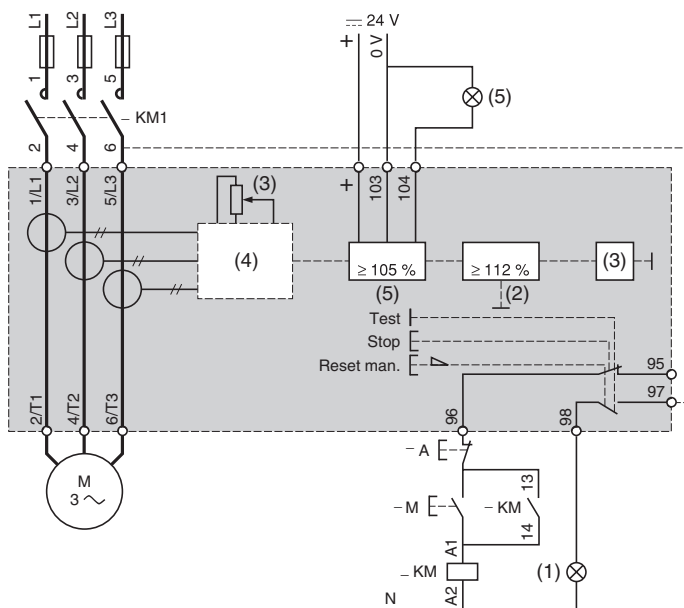 L1 L2 L3
24 V
+ 0 V
1 3 5
(5)
– KM1
2 4 6
1/L1 3/L2 5/L3
(3)
+ 103 104
(4)
≥ 105 %
≥ 112 %
(3)
(5)
(2)
Test
Stop
Reset man.
95
97
2/T1 4/T2 6/T3
96
98
– A
M
3
– M
– KM
13
14
A1
– KM
(1)
A2
N